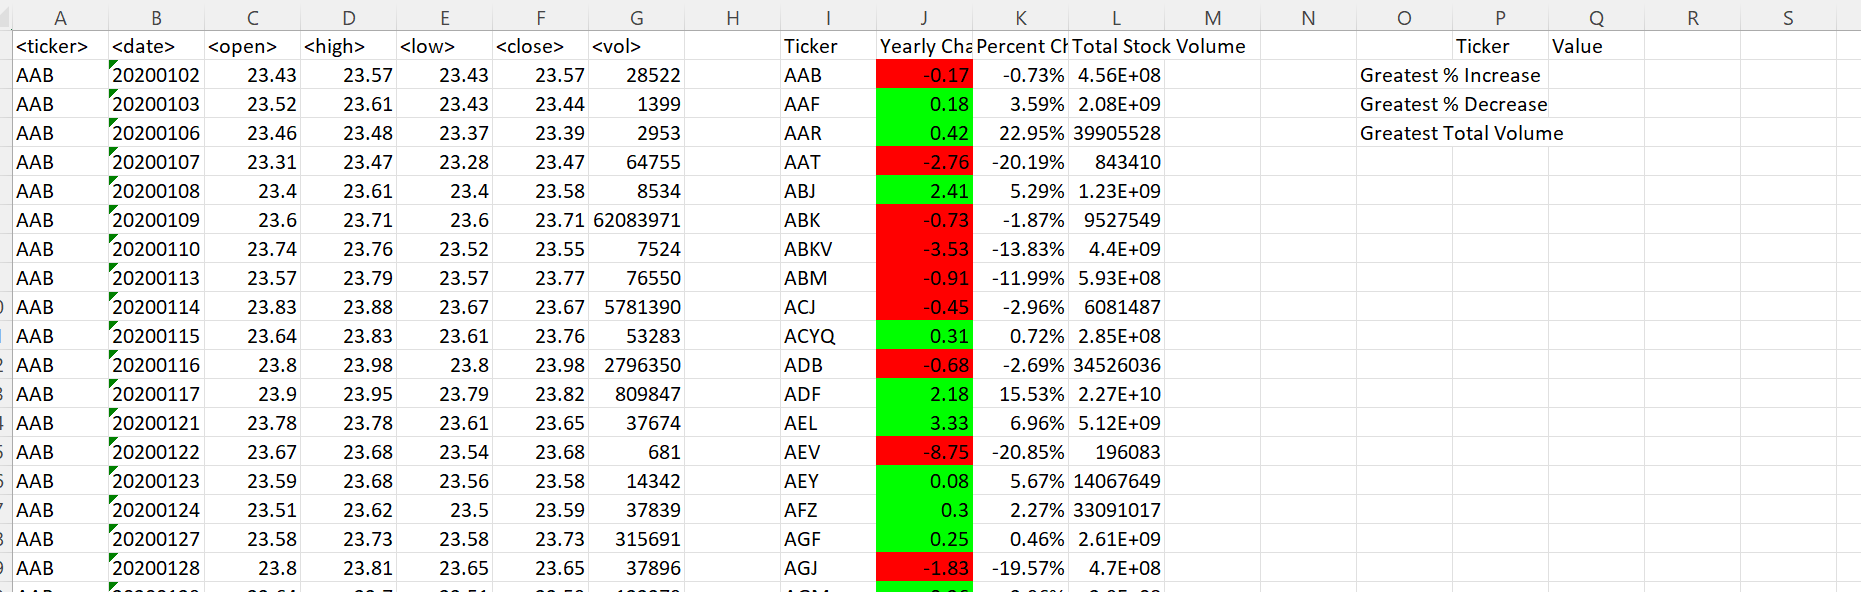 A B C D E F G H I J K L M N O P Q R S
<ticker> <date> <open> <high> <low> <close> <vol> Ticker Yearly Cha Percent Ch Total Stock Volume Ticker Value
AAB 20200102 23.43 23.57 23.43 23.57 28522 AAB -0.17 -0.73% 4.56E+08 Greatest % Increase
AAB 20200103 23.52 23.61 23.43 23.44 1399 AAF 0.18 3.59% 2.08E+09 Greatest % Decrease
AAB 20200106 23.46 23.48 23.37 23.39 2953 AAR 0.42 22.95% 39905528 Greatest Total Volume
AAB 20200107 23.31 23.47 23.28 23.47 64755 AAT -2.76 -20.19% 843410
AAB 20200108 23.4 23.61 23.4 23.58 8534 ABJ 2.41 5.29% 1.23E+09
AAB 20200109 23.6 23.71 23.6 23.71 62083971 ABK -0.73 -1.87% 9527549
AAB 20200110 23.74 23.76 23.52 23.55 7524 ABKV -3.53 -13.83% 4.4E+09
AAB 20200113 23.57 23.79 23.57 23.77 76550 ABM -0.91 -11.99% 5.93E+08
AAB 20200114 23.83 23.88 23.67 23.67 5781390 ACJ -0.45 -2.96% 6081487
AAB 20200115 23.64 23.83 23.61 23.76 53283 ACYQ 0.31 0.72% 2.85E+08
AAB 20200116 23.8 23.98 23.8 23.98 2796350 ADB -0.68 -2.69% 34526036
AAB 20200117 23.9 23.95 23.79 23.82 809847 ADF 2.18 15.53% 2.27E+10
AAB 20200121 23.78 23.78 23.61 23.65 37674 AEL 3.33 6.96% 5.12E+09
AAB 20200122 23.67 23.68 23.54 23.68 681 AEV -8.75 -20.85% 196083
AAB 20200123 23.59 23.68 23.56 23.58 14342 AEY 0.08 5.67% 14067649
AAB 20200124 23.51 23.62 23.5 23.59 37839 AFZ 0.3 2.27% 33091017
AAB 20200127 23.58 23.73 23.58 23.73 315691 AGF 0.25 0.46% 2.61E+09
AAB 20200128 23.8 23.81 23.65 23.65 37896 AGJ -1.83 -19.57% 4.7E+08